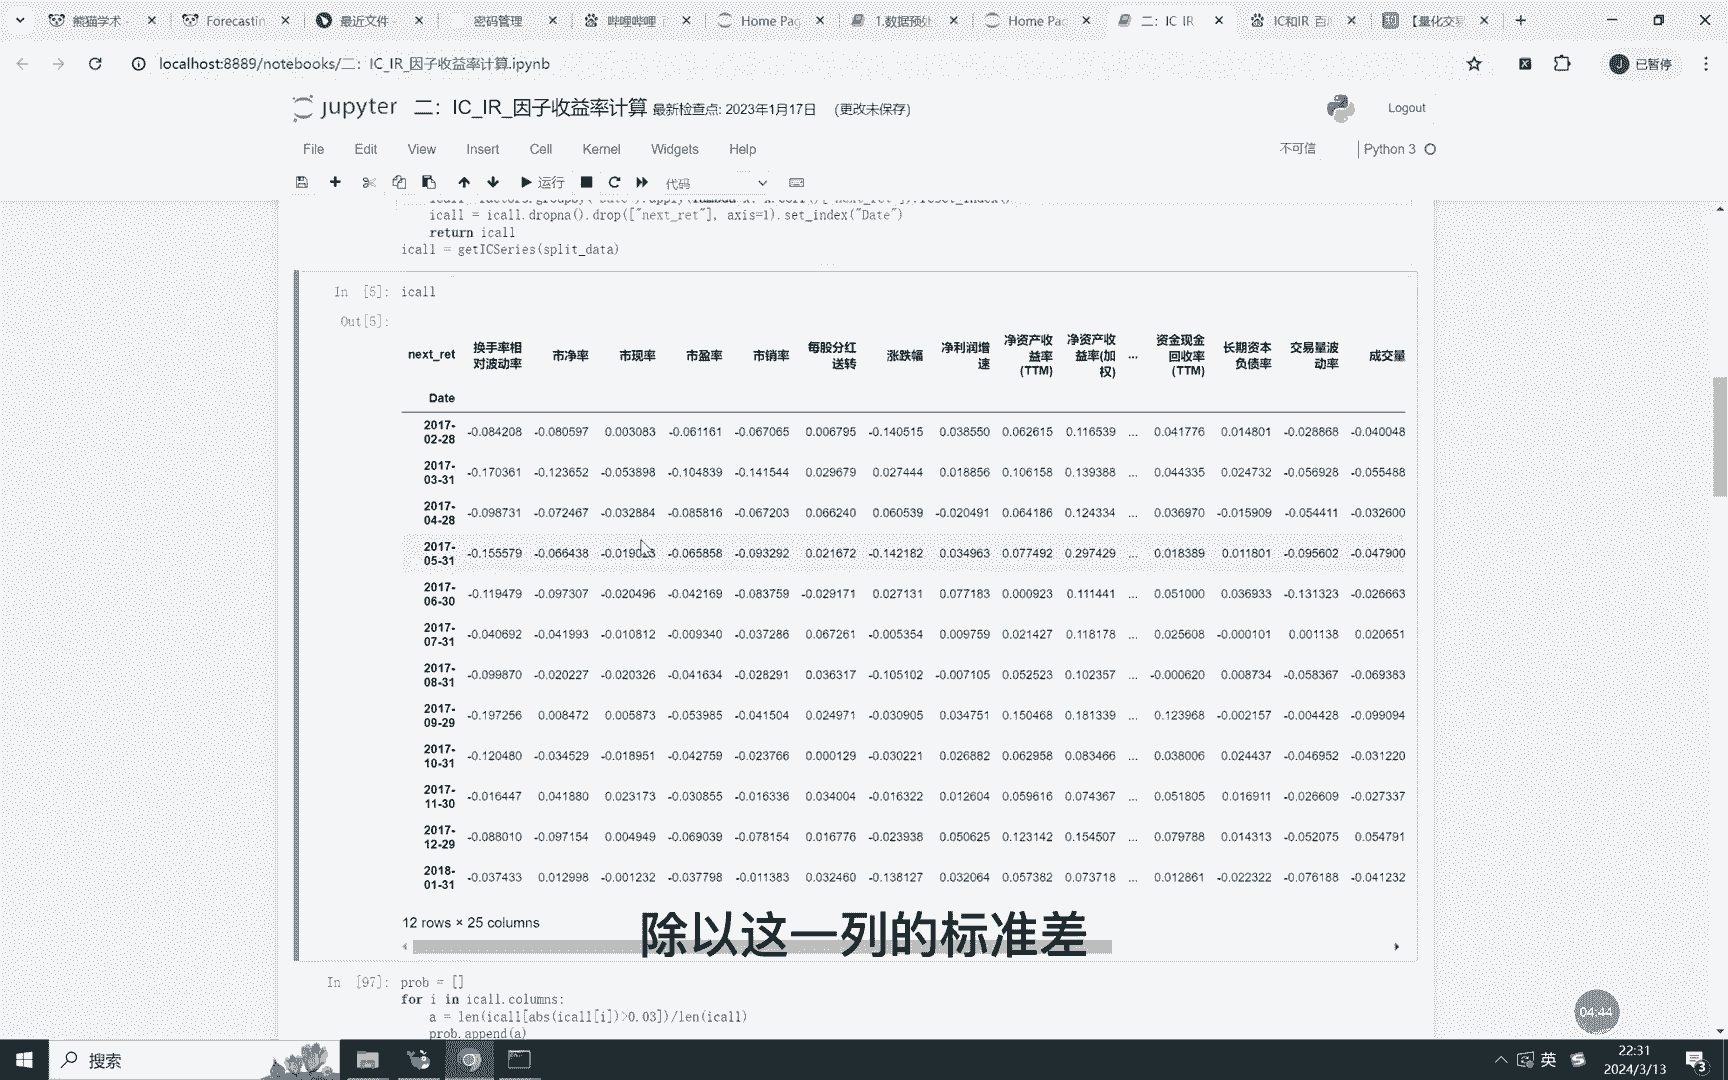 熊猫学术 -
Forecastin
最近文件 -
密码管理
哔哩哔哩 (
Home Pag
1.数据预处
Home Pag
二：IC IR
IC和IR 百
【量化交易
localhost:8889/notebooks/二：IC_IR_因子收益率计算.ipynb
已暂停
jupyter 二：IC_IR_因子收益率计算 最新检查点: 2023年1月17日 (更改未保存)
Logout
File Edit View Insert Cell Kernel Widgets Help
不可信 Python 3
运行 代码
icall = icall.dropna().drop(["next_ret"], axis=1).set_index("Date")
return icall
icall = getICSeries(split_data)
In [5]: icall
Out[5]:
next_ret 换手率相对波动率 市净率 市现率 市盈率 市销率 每股分红送转 涨跌幅 净利润增速 净资产收益率(TTM) 净资产收益率(加权) ... 资金现金回收率(TTM) 长期资本负债率 交易量波动率 成交量
Date
2017-02-28 -0.084208 -0.080597 0.003083 -0.061161 -0.067065 0.006795 -0.140515 0.038550 0.062615 0.116539 ... 0.041776 0.014801 -0.028868 -0.040048
2017-03-31 -0.170361 -0.123652 -0.053898 -0.104839 -0.141544 0.029679 0.027444 0.018856 0.106158 0.139388 ... 0.044335 0.024732 -0.056928 -0.055488
2017-04-28 -0.098731 -0.072467 -0.032884 -0.085816 -0.067203 0.066240 0.060539 -0.020491 0.064186 0.124334 ... 0.036970 -0.015909 -0.054411 -0.032600
2017-05-31 -0.155579 -0.066438 -0.065858 -0.093292 0.021672 -0.142182 0.034963 0.077492 0.297429 ... 0.018389 0.011801 -0.095602 -0.047900
2017-06-30 -0.119479 -0.097307 -0.020496 -0.042169 -0.083759 -0.029171 0.027131 0.077183 0.000923 0.111441 ... 0.051000 0.036933 -0.131323 -0.026663
2017-07-31 -0.040692 -0.041993 -0.010812 -0.009340 -0.037286 0.067261 -0.005354 0.009759 0.021427 0.118178 ... 0.025608 -0.000101 0.001138 0.020651
2017-08-31 -0.099870 -0.020227 -0.020326 -0.041634 -0.028291 0.036317 -0.105102 -0.007105 0.052523 0.102357 ... -0.000620 0.008734 -0.058367 -0.069383
2017-09-29 -0.197256 0.008472 0.005873 -0.053985 -0.041504 0.024971 -0.030905 0.034751 0.150468 0.181339 ... 0.123968 -0.002157 -0.004428 -0.099094
2017-10-31 -0.120480 -0.034529 -0.018951 -0.042759 -0.023766 0.000129 -0.030221 0.026882 0.062958 0.083466 ... 0.038006 0.024437 -0.046952 -0.031220
2017-11-30 -0.016447 0.041880 0.023173 -0.030855 -0.016336 0.034004 -0.016322 0.012604 0.059616 0.074367 ... 0.051805 0.016911 -0.026609 -0.027337
2017-12-29 -0.088010 -0.097154 0.004949 -0.069039 -0.078154 0.016776 -0.023938 0.050625 0.123142 0.154507 ... 0.079788 0.014313 -0.052075 0.054791
2018-01-31 -0.037433 0.012998 -0.001232 -0.037798 -0.011383 0.032460 -0.138127 0.032064 0.057382 0.073718 ... 0.012861 -0.022322 -0.076188 -0.041232
12 rows × 25 columns
除以这一列的标准差
In [97]: prob = []
for i in icall.columns:
a = len(icall[abs(icall[i])>0.03])/len(icall)
prob.append(a)
04:44
搜索
英
22:31
2024/3/13
3